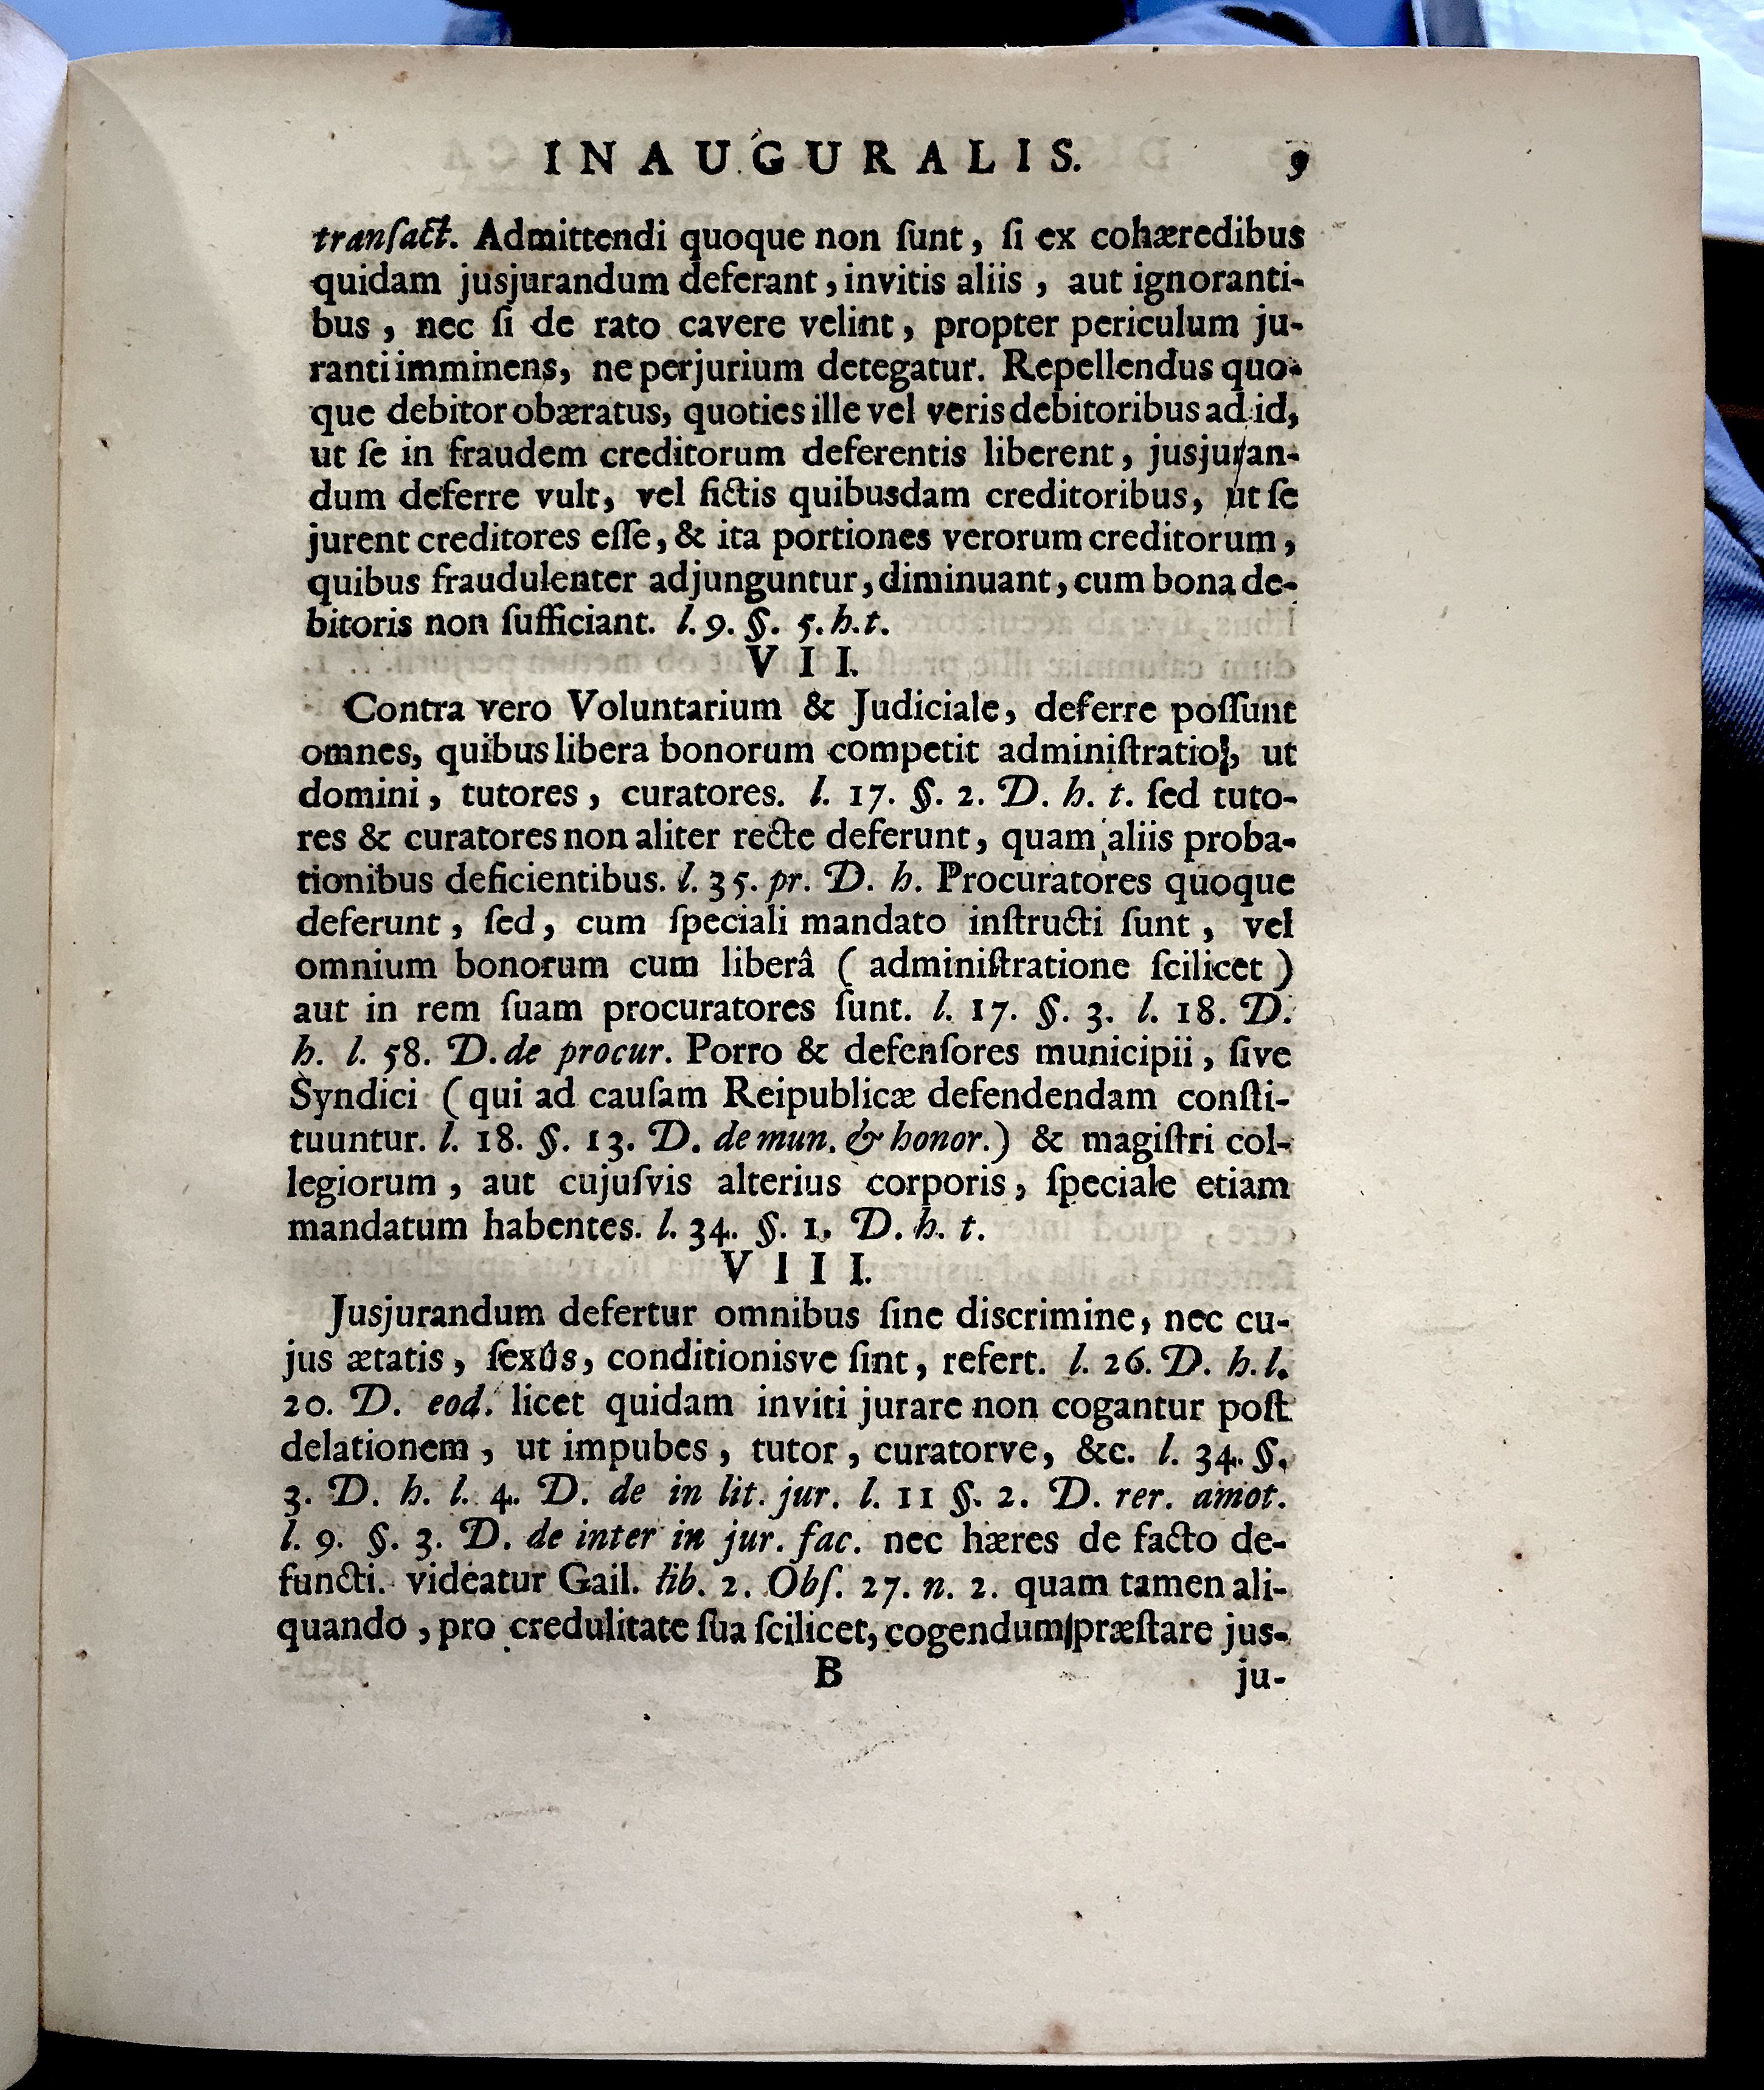 INAUGURALIS. 9
tranſact. Admittendi quoque non ſunt, ſi ex cohæredibus
quidam jusjurandum deferant, invitis aliis, aut ignoranti-
bus, nec ſi de rato cavere velint, propter periculum ju-
ranti imminens, ne perjurium detegatur. Repellendus quo-
que debitor obæratus, quoties ille vel veris debitoribus ad id,
ut ſe in fraudem creditorum deferentis liberent, jusjuran-
dum deferre vult, vel fictis quibusdam creditoribus, ut ſe
jurent creditores eſſe, & ita portiones verorum creditorum,
quibus fraudulenter adjunguntur, diminuant, cum bona de-
bitoris non ſufficiant. l. 9. §. 5. h. t.
VII.
Contra vero Voluntarium & Judiciale, deferre poſſunt
omnes, quibus libera bonorum competit adminiſtratio, ut
domini, tutores, curatores. l. 17. §. 2. D. h. t. ſed tuto-
res & curatores non aliter recte deferunt, quam aliis proba-
tionibus deficientibus. l. 35. pr. D. h. Procuratores quoque
deferunt, ſed, cum ſpeciali mandato inſtructi ſunt, vel
omnium bonorum cum liberâ ( adminiſtratione ſcilicet )
aut in rem ſuam procuratores ſunt. l. 17. §. 3. l. 18. D.
h. l. 58. D. de procur. Porro & defenſores municipii, ſive
Syndici ( qui ad cauſam Reipublicæ defendendam conſti-
tuuntur. l. 18. §. 13. D. de mun. & honor.) & magiſtri col-
legiorum, aut cujuſvis alterius corporis, ſpeciale etiam
mandatum habentes. l. 34. §. 1. D. h. t.
VIII.
Jusjurandum defertur omnibus ſine discrimine, nec cu-
jus ætatis, ſexûs, conditionisve ſint, refert. l. 26. D. h. l.
20. D. eod. licet quidam inviti jurare non cogantur poſt
delationem, ut impubes, tutor, curatorve, &c. l. 34. §.
3. D. h. l. 4. D. de in lit. jur. l. 11 §. 2. D. rer. amot.
l. 9. §. 3. D. de inter in jur. fac. nec hæres de facto de-
functi. videatur Gail. lib. 2. Obſ. 27. n. 2. quam tamen ali-
quando, pro credulitate ſua ſcilicet, cogendum præſtare jus-
B ju-